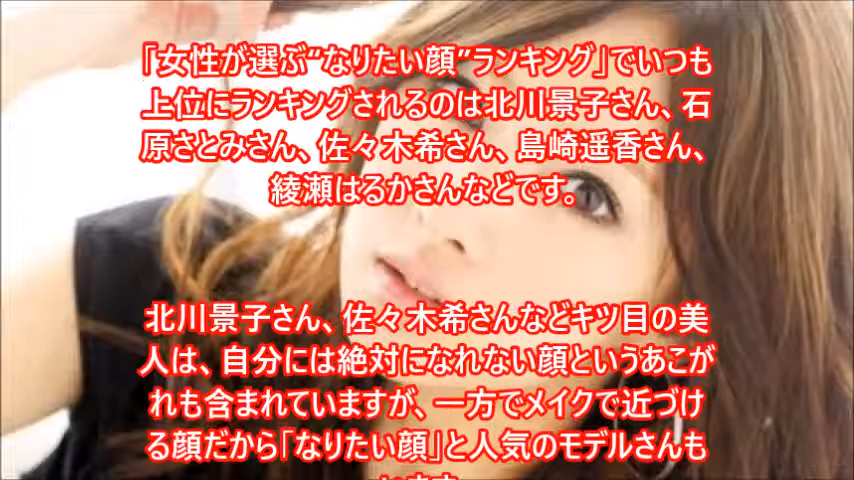 「女性が選ぶ“なりたい顔”ランキング」でいつも
上位にランキングされるのは北川景子さん、石
原さとみさん、佐々木希さん、島崎遥香さん、
綾瀬はるかさんなどです。
北川景子さん、佐々木希さんなどキツ目の美
人は、自分には絶対になれない顔というあこが
れも含まれていますが、一方でメイクで近づけ
る顔だから「なりたい顔」と人気のモデルさんも